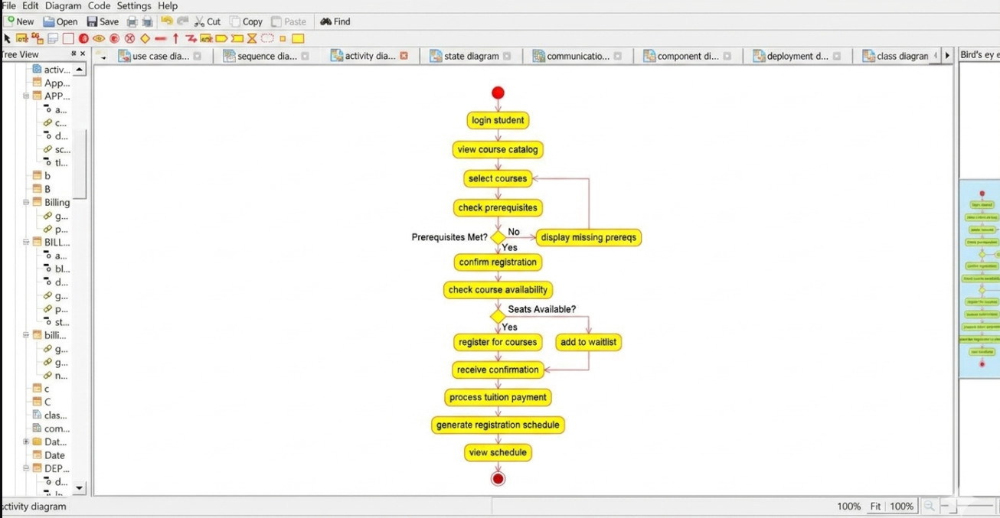 File Edit Diagram Code Settings Help
New Open Save Cut Copy Paste Find
Tree View
use case dia... sequence dia... activity dia... state diagram communicatio... component di... deployment d... class diagran
Bird's ey e
activ...
App...
APP...
a...
c...
d...
sc...
ti...
b
B
Billing
g...
p...
BILL...
a...
bl...
d...
g...
p...
st...
billi...
g...
g...
n...
c
C
clas...
com...
Dat...
Date
DEP...
d...
login student
view course catalog
select courses
check prerequisites
Prerequisites Met? No display missing prereqs
Yes
confirm registration
check course availability
Seats Available?
Yes
register for courses add to waitlist
receive confirmation
process tuition payment
generate registration schedule
view schedule
activity diagram
100% Fit 100%